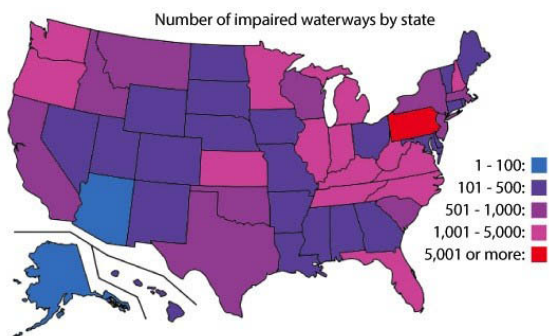 Number of impaired waterways by state
1 - 100:
101 - 500:
501 - 1,000:
1,001 - 5,000:
5,001 or more: